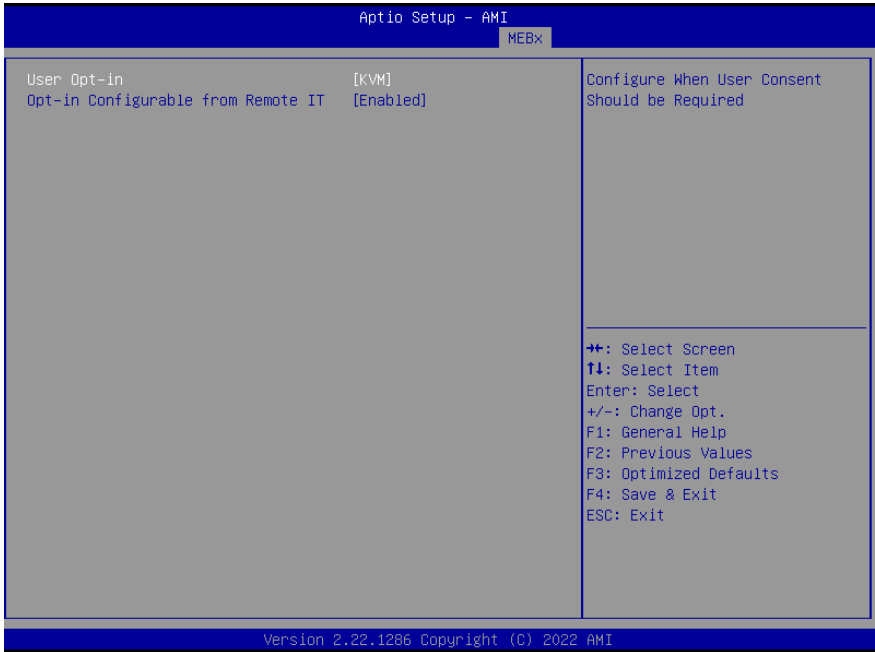 Aptio Setup - AMI
MEBx
User Opt-in [KVM]
Opt-in Configurable from Remote IT [Enabled]
Configure When User Consent
Should be Required
→←: Select Screen
↑↓: Select Item
Enter: Select
+/-: Change Opt.
F1: General Help
F2: Previous Values
F3: Optimized Defaults
F4: Save & Exit
ESC: Exit
Version 2.22.1286 Copyright (C) 2022 AMI